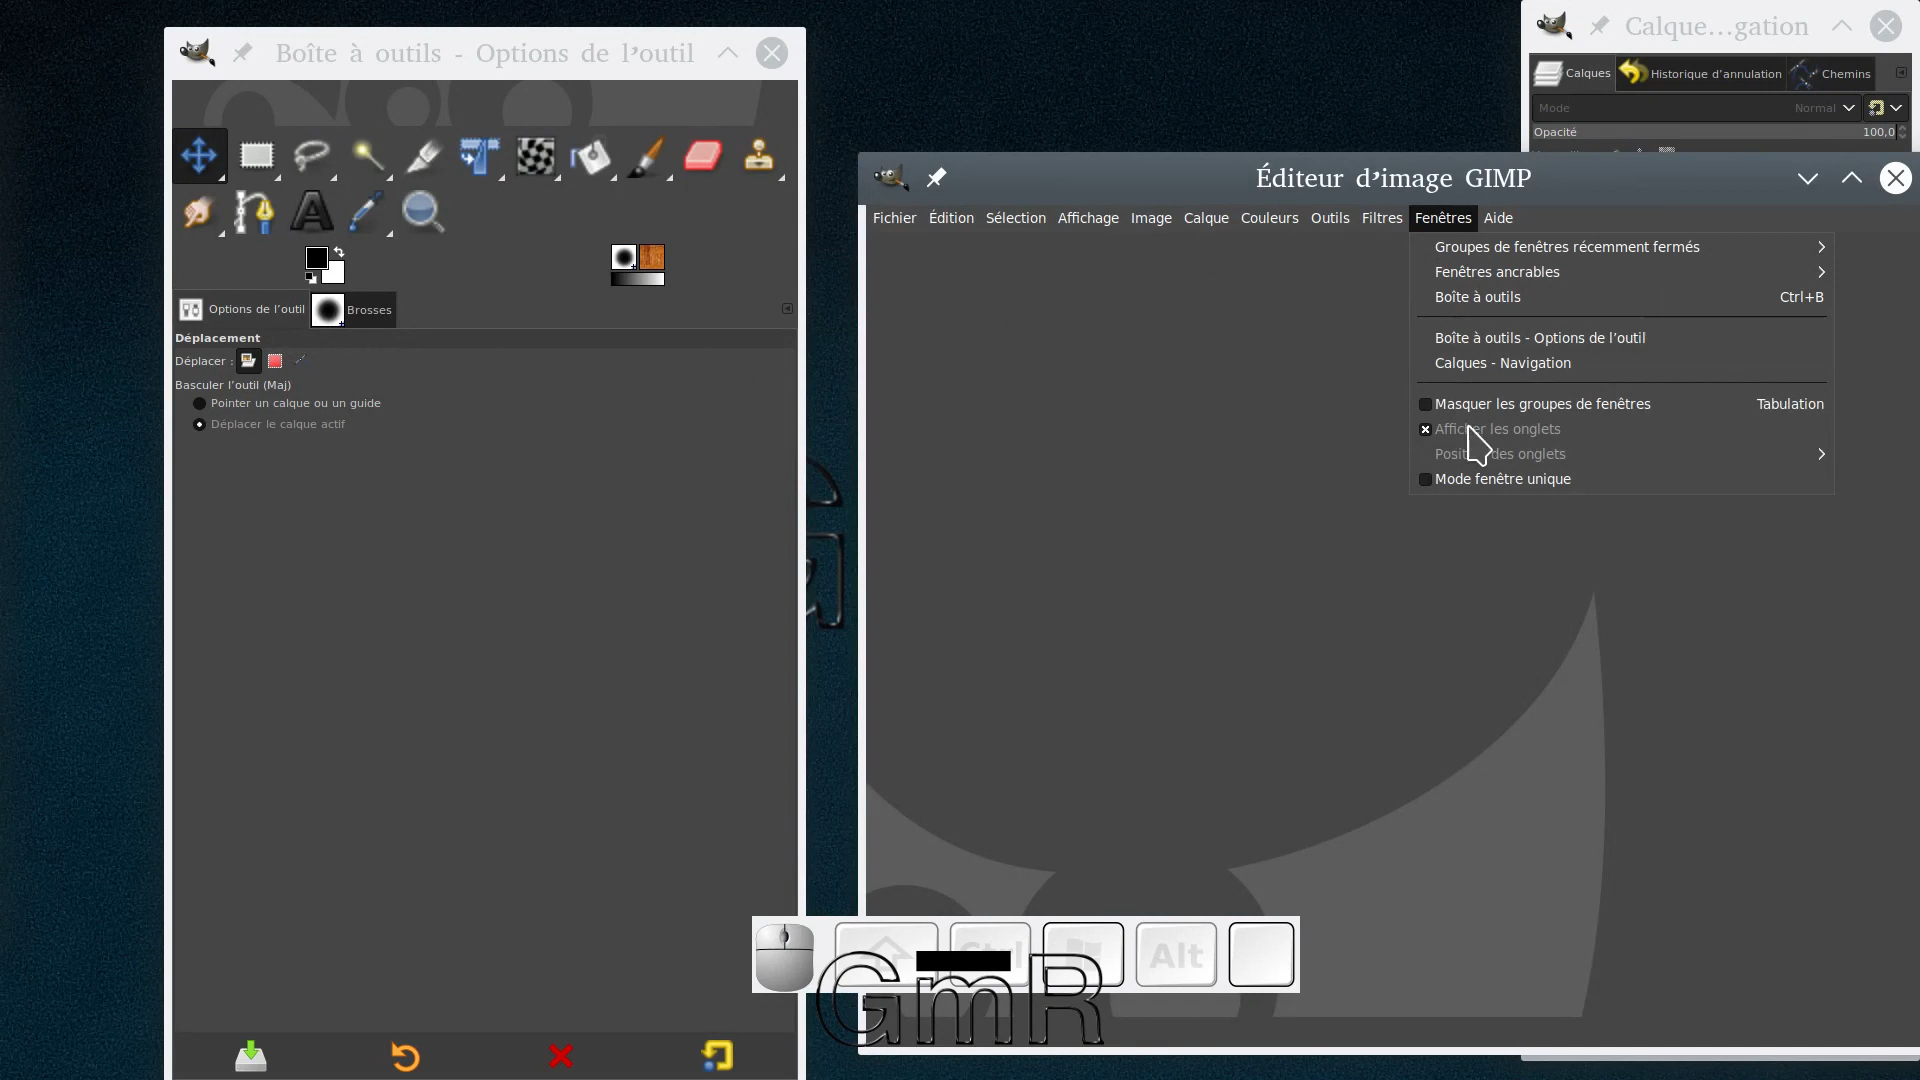 Boîte à outils - Options de l’outil
Options de l’outil
Brosses
Déplacement
Déplacer :
Basculer l’outil (Maj)
Pointer un calque ou un guide
Déplacer le calque actif
Calque...gation
Calques
Historique d’annulation
Chemins
Mode
Normal
Opacité
100,0
Éditeur d’image GIMP
Fichier Édition Sélection Affichage Image Calque Couleurs Outils Filtres Fenêtres Aide
Groupes de fenêtres récemment fermés
Fenêtres ancrables
Boîte à outils Ctrl+B
Boîte à outils - Options de l’outil
Calques - Navigation
Masquer les groupes de fenêtres Tabulation
les onglets
des onglets
Mode fenêtre unique
Alt
GmR